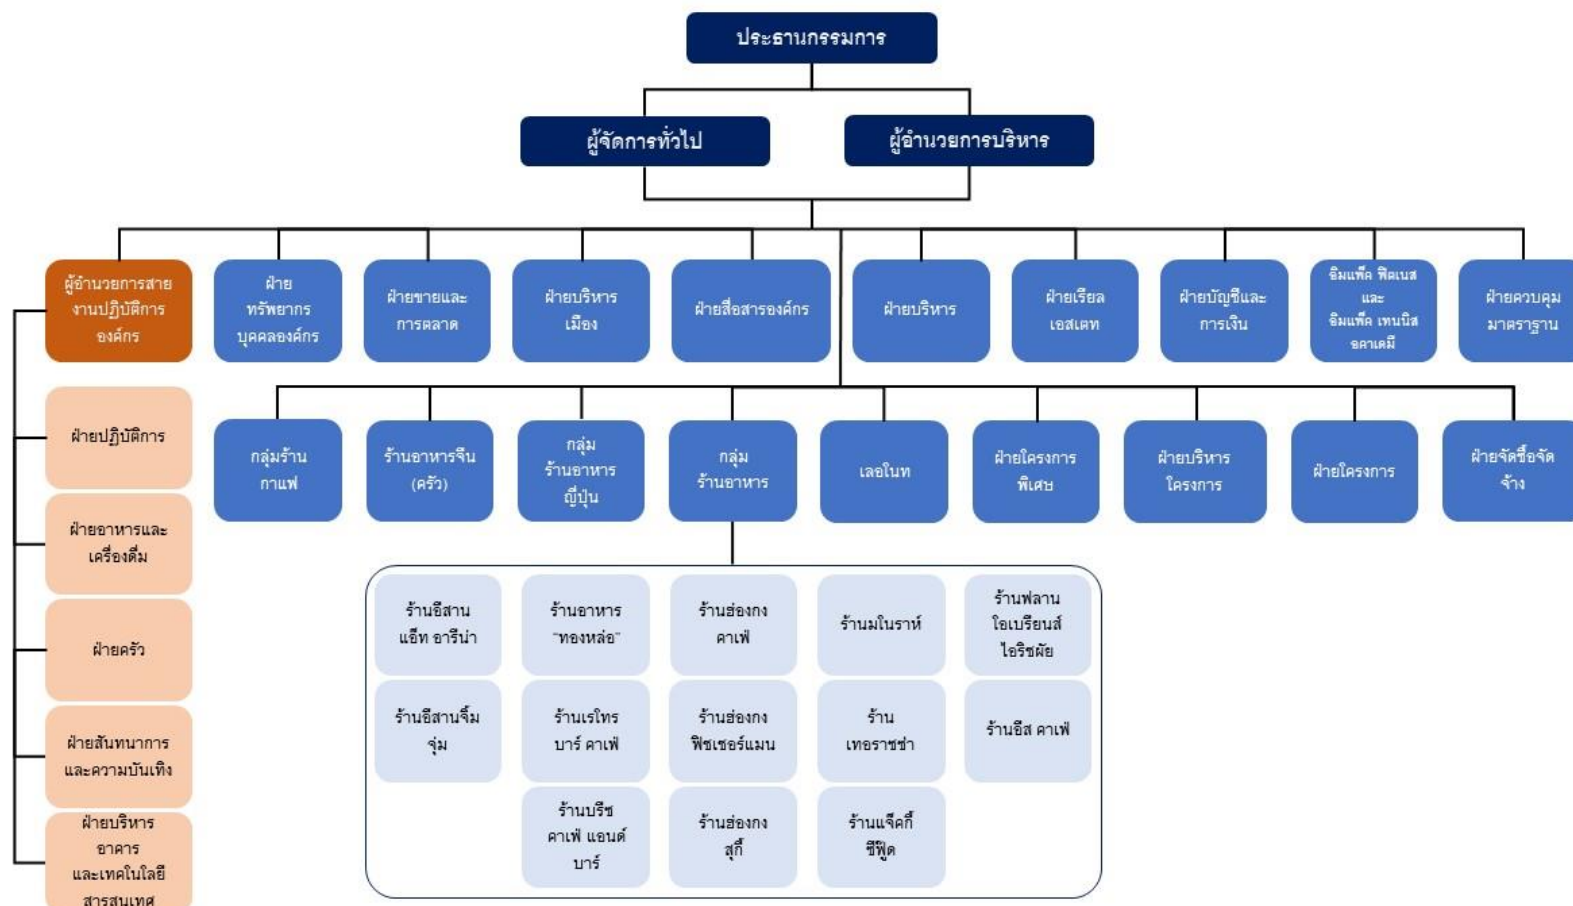 ประธานกรรมการ
ผู้จัดการทั่วไป
ผู้อำนวยการบริหาร
ผู้อำนวยการสาย
งานปฏิบัติการ
องค์กร
ฝ่าย
ทรัพยากร
บุคคลองค์กร
ฝ่ายขายและ
การตลาด
ฝ่ายบริหาร
เมือง
ฝ่ายสื่อสารองค์กร
ฝ่ายบริหาร
ฝ่ายเรียล
เอสเตท
ฝ่ายบัญชีและ
การเงิน
อิมแพ็ค ฟิตเนส
และ
อิมแพ็ค เทนนิส
อคาเดมี
ฝ่ายควบคุม
มาตราฐาน
ฝ่ายปฏิบัติการ
ฝ่ายอาหารและ
เครื่องดื่ม
ฝ่ายครัว
ฝ่ายสันทนาการ
และความบันเทิง
ฝ่ายบริหาร
อาคาร
และเทคโนโลยี
สารสนเทศ
กลุ่มร้าน
กาแฟ
ร้านอาหารจีน
(ครัว)
กลุ่ม
ร้านอาหาร
ญี่ปุ่น
กลุ่ม
ร้านอาหาร
เลอโนท
ฝ่ายโครงการ
พิเศษ
ฝ่ายบริหาร
โครงการ
ฝ่ายโครงการ
ฝ่ายจัดซื้อจัด
จ้าง
ร้านอีสาน
แอ็ท อารีน่า
ร้านอาหาร
"ทองหล่อ"
ร้านฮ่องกง
คาเฟ่
ร้านมโนราห์
ร้านฟลาน
โอเบรียนส์
ไอริชผัย
ร้านอีสานจิ้ม
จุ่ม
ร้านเรโทร
บาร์ คาเฟ่
ร้านฮ่องกง
ฟิชเชอร์แมน
ร้าน
เทอราซซ่า
ร้านอีส คาเฟ่
ร้านบรีซ
คาเฟ่ แอนด์
บาร์
ร้านฮ่องกง
สุกี้
ร้านแจ็คกี้
ซีฟู๊ด